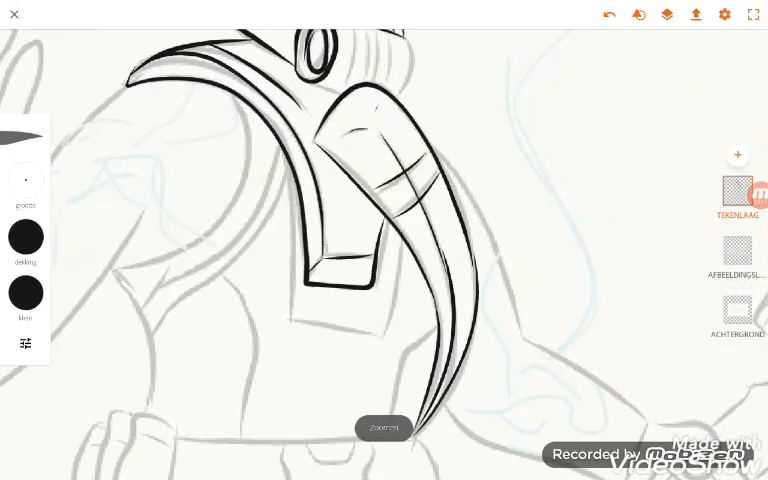 grootte
dekking
kleur
TEKENLAAG
AFBEELDINGSL...
ACHTERGROND
Zoomen
Made with
Recorded by
VideoShow